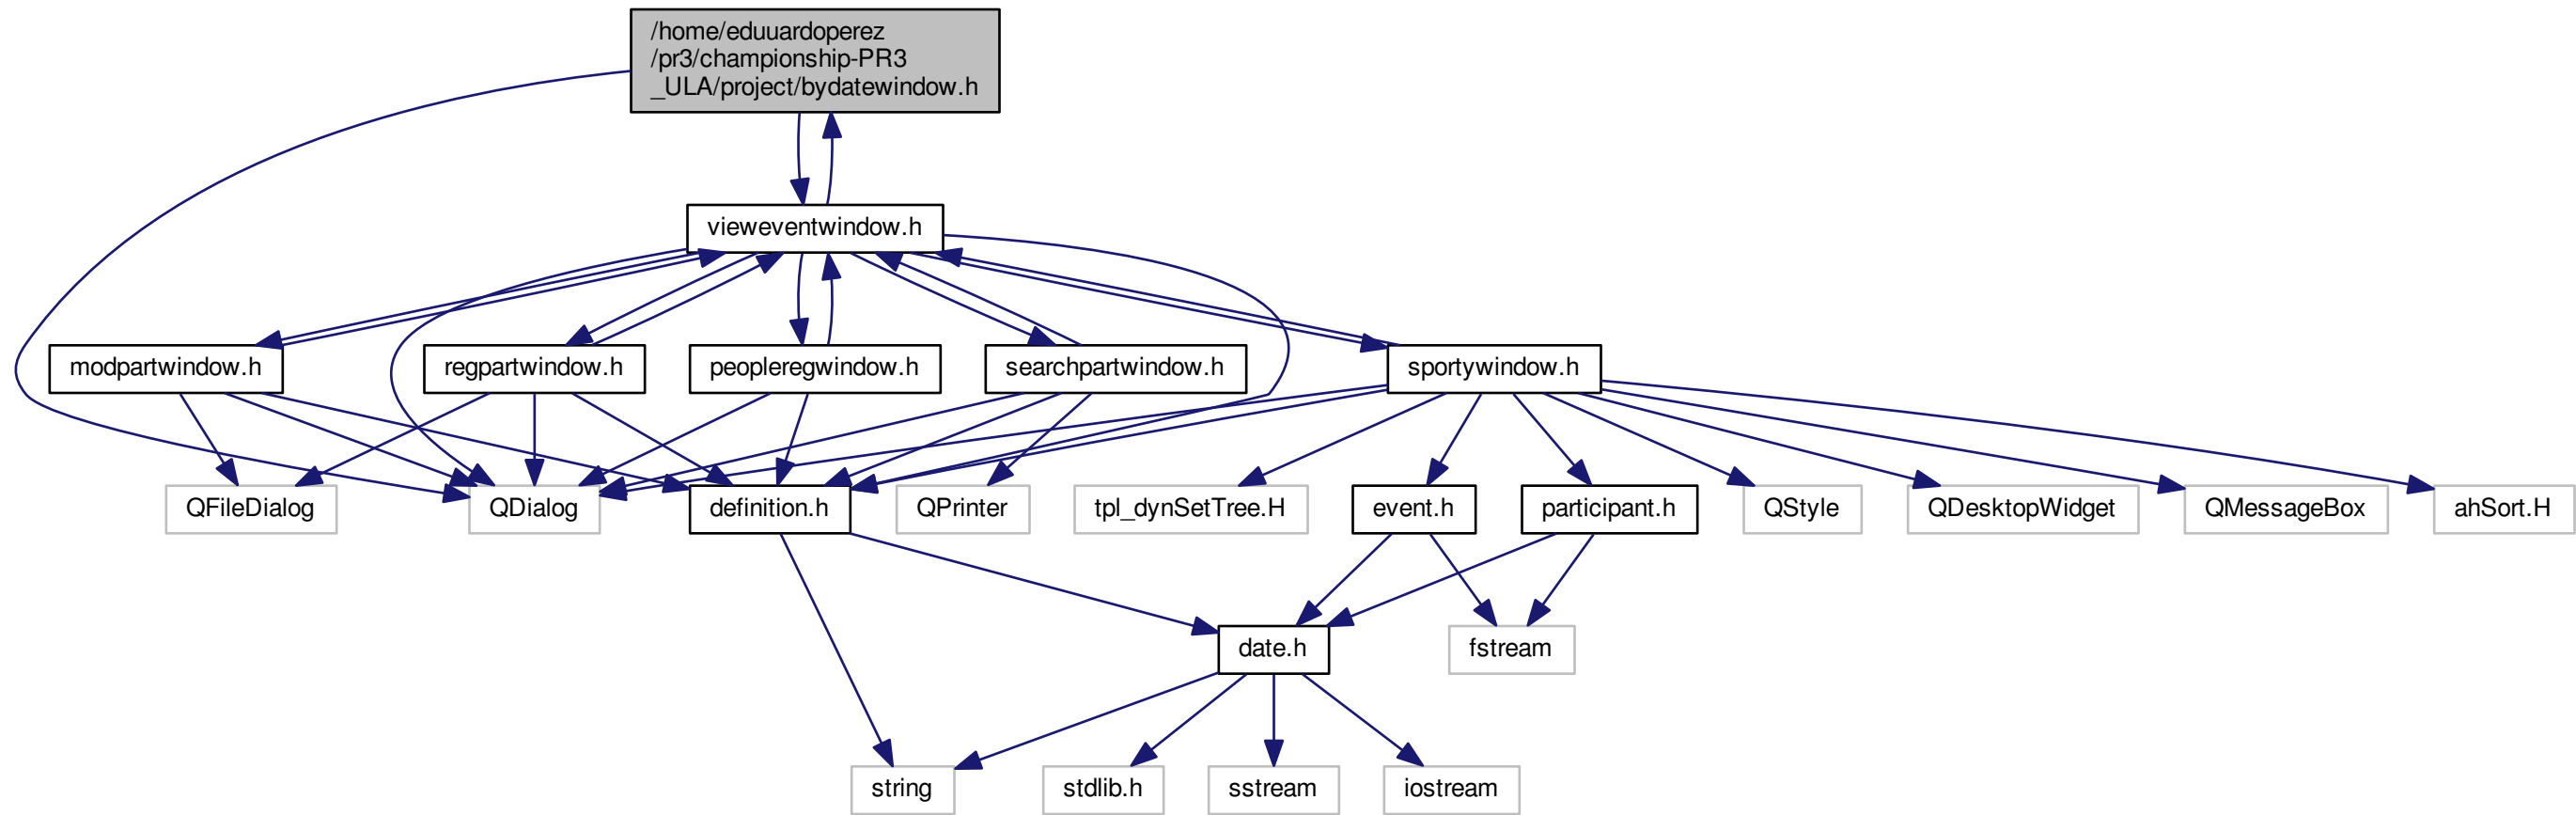 /home/eduuardoperez
/pr3/championship-PR3
_ULA/project/bydatewindow.h
vieweventwindow.h
modpartwindow.h
regpartwindow.h
peopleregwindow.h
searchpartwindow.h
sportywindow.h
QFileDialog
QDialog
definition.h
QPrinter
tpl_dynSetTree.H
event.h
participant.h
QStyle
QDesktopWidget
QMessageBox
ahSort.H
date.h
fstream
string
stdlib.h
sstream
iostream